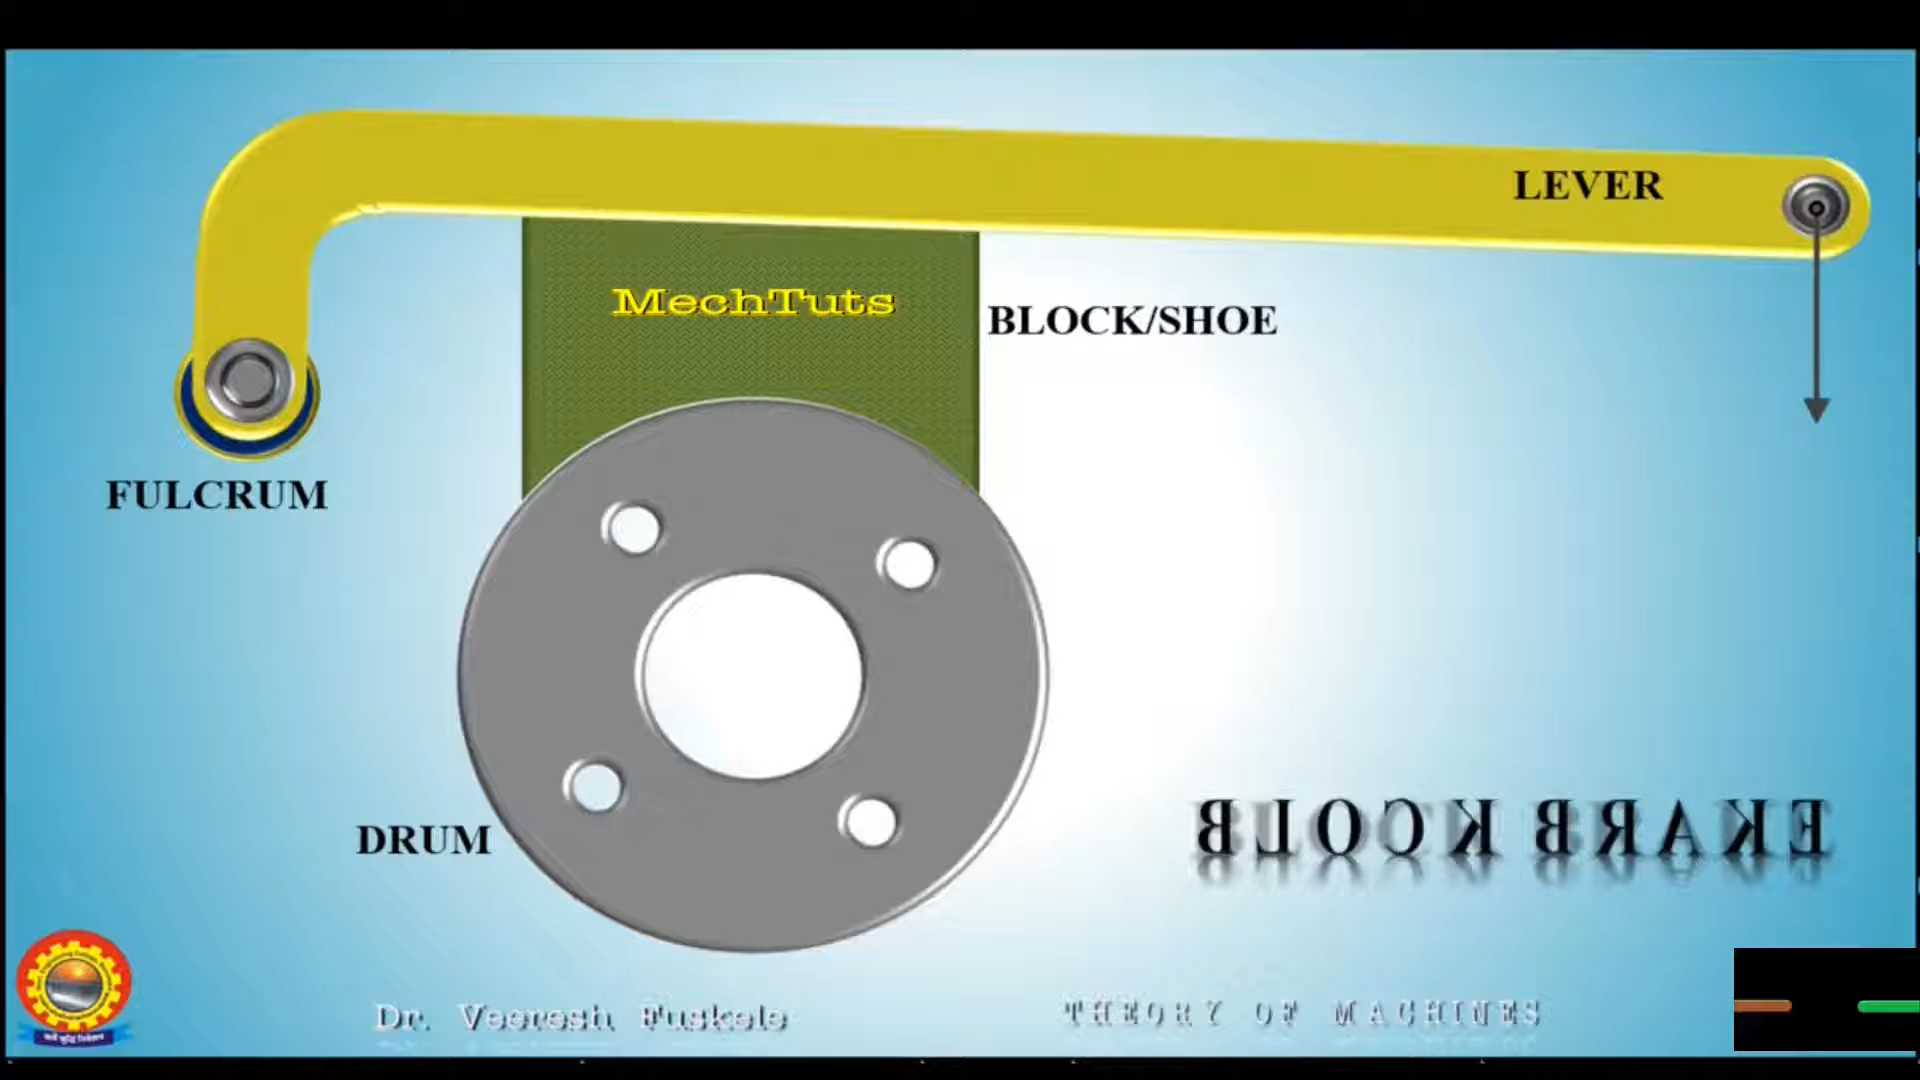 LEVER
MechTuts
BLOCK/SHOE
FULCRUM
DRUM
BLOCK BRAKE
Dr. Veeresh Fuskele
THEORY OF MACHINES